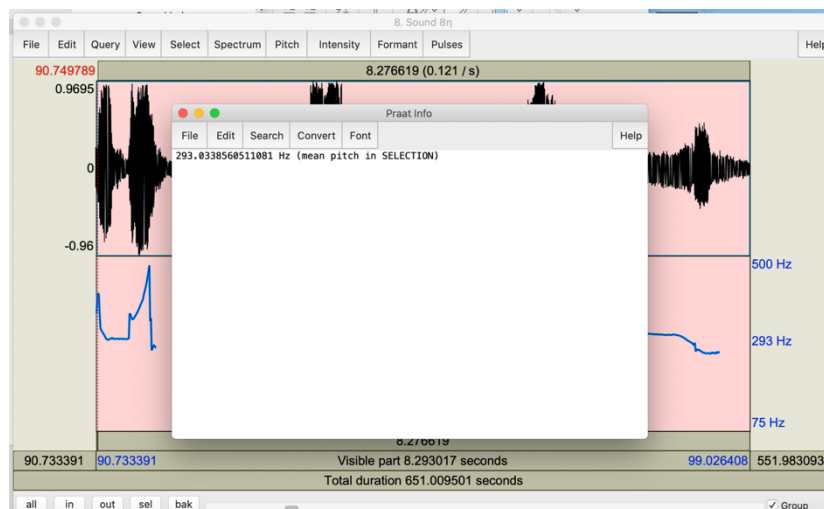 8. Sound 8η
File Edit Query View Select Spectrum Pitch Intensity Formant Pulses Help
90.749789 8.276619 (0.121 / s)
0.9695
Praat Info
File Edit Search Convert Font Help
293.0338560511081 Hz (mean pitch in SELECTION)
0
-0.96
500 Hz
293 Hz
75 Hz
8.276619
90.733391 90.733391 Visible part 8.293017 seconds 99.026408 551.983093
Total duration 651.009501 seconds
all in out sel bak Group